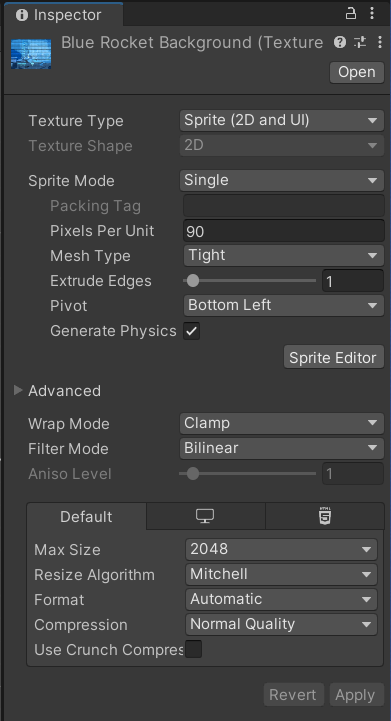 Inspector
Blue Rocket Background (Texture
Open
Texture Type Sprite (2D and UI)
Texture Shape 2D
Sprite Mode Single
Packing Tag
Pixels Per Unit 90
Mesh Type Tight
Extrude Edges 1
Pivot Bottom Left
Generate Physics
Sprite Editor
Advanced
Wrap Mode Clamp
Filter Mode Bilinear
Aniso Level 1
Default
Max Size 2048
Resize Algorithm Mitchell
Format Automatic
Compression Normal Quality
Use Crunch Compres
Revert Apply